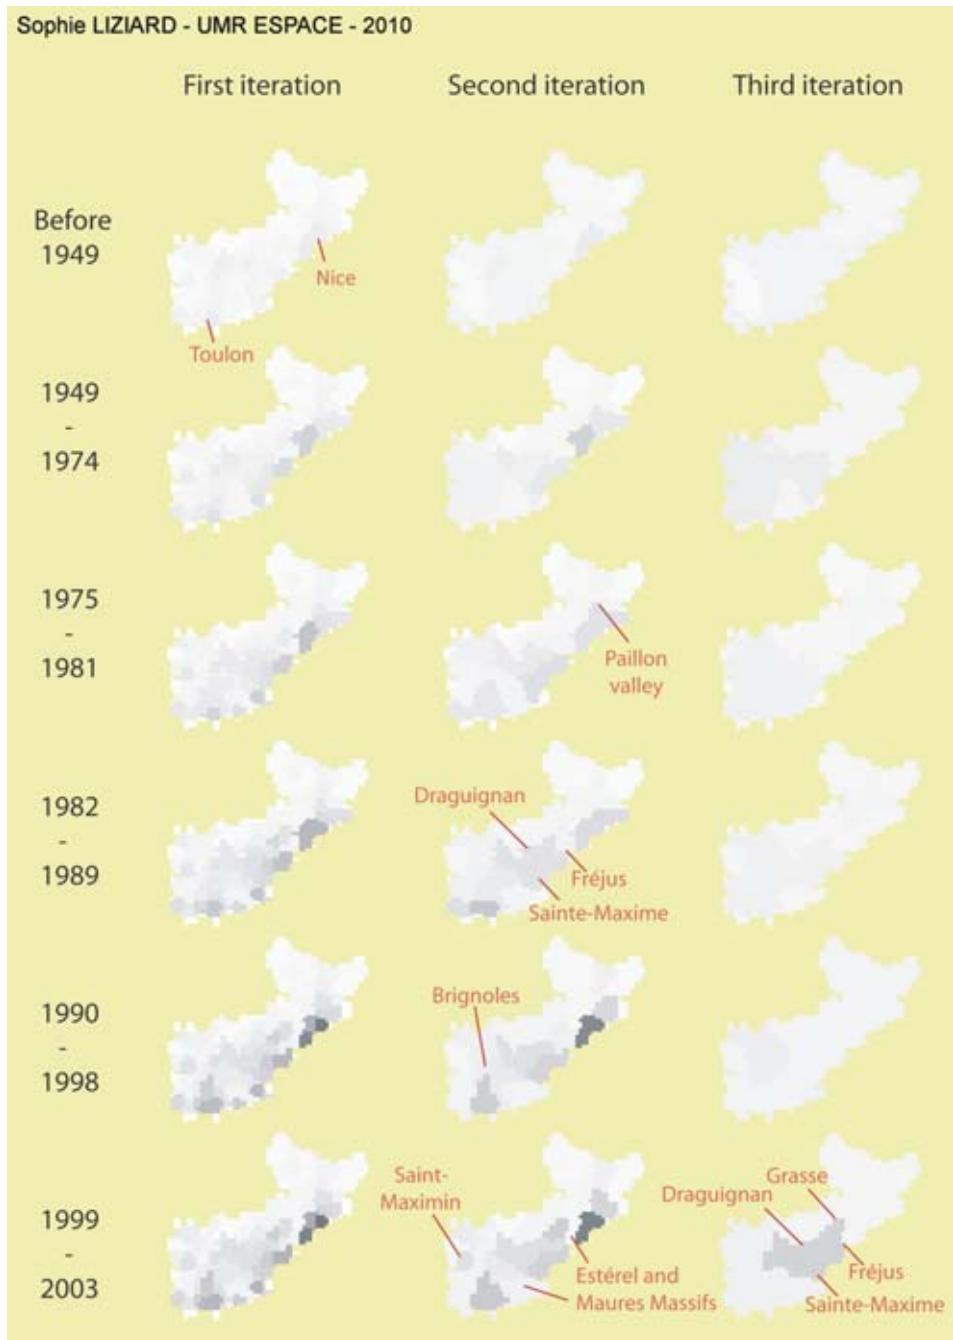 Sophie LIZIARD - UMR ESPACE - 2010
First iteration
Second iteration
Third iteration
Before
1949
Nice
Toulon
1949
-
1974
1975
-
1981
Paillon
valley
1982
-
1989
Draguignan
Fréjus
Sainte-Maxime
1990
-
1998
Brignoles
1999
-
2003
Saint-
Maximin
Estérel and
Maures Massifs
Grasse
Draguignan
Fréjus
Sainte-Maxime